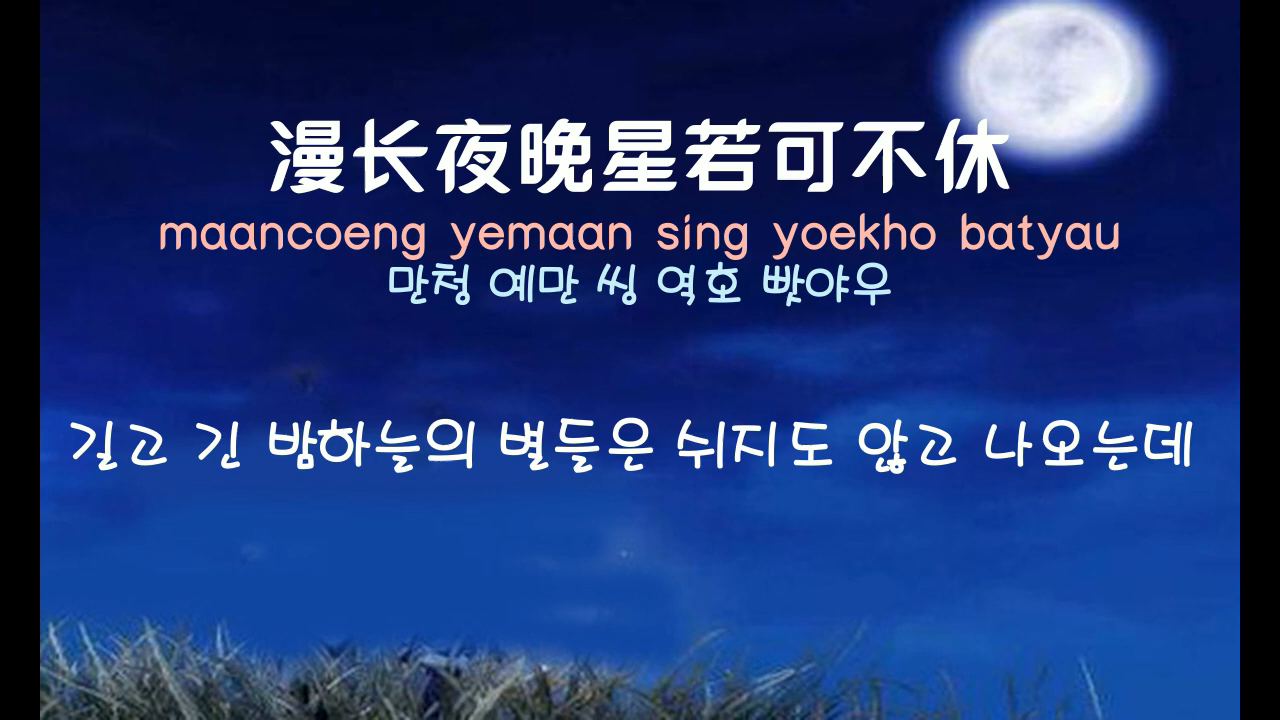 漫长夜晚星若可不休
maancoeng yemaan sing yoekho batyau
만청 예만 씽 역호 빳야우
길고 긴 밤하늘의 별들은 쉬지도 않고 나오는데